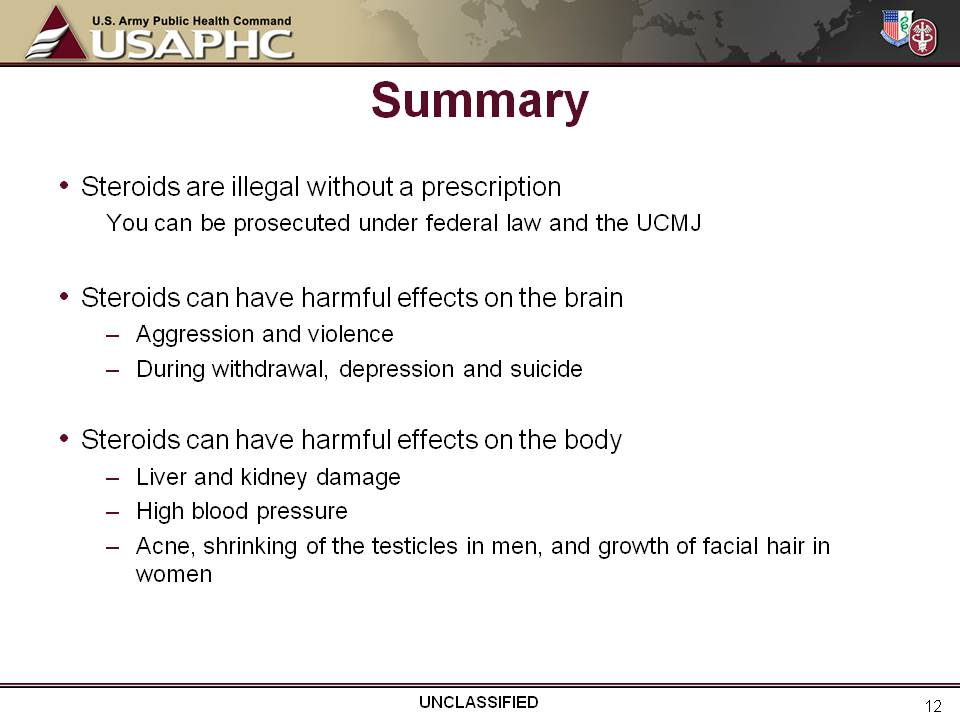 U.S. Army Public Health Command
USAPHC
Summary
• Steroids are illegal without a prescription
You can be prosecuted under federal law and the UCMJ
• Steroids can have harmful effects on the brain
– Aggression and violence
– During withdrawal, depression and suicide
• Steroids can have harmful effects on the body
– Liver and kidney damage
– High blood pressure
– Acne, shrinking of the testicles in men, and growth of facial hair in
women
UNCLASSIFIED
12